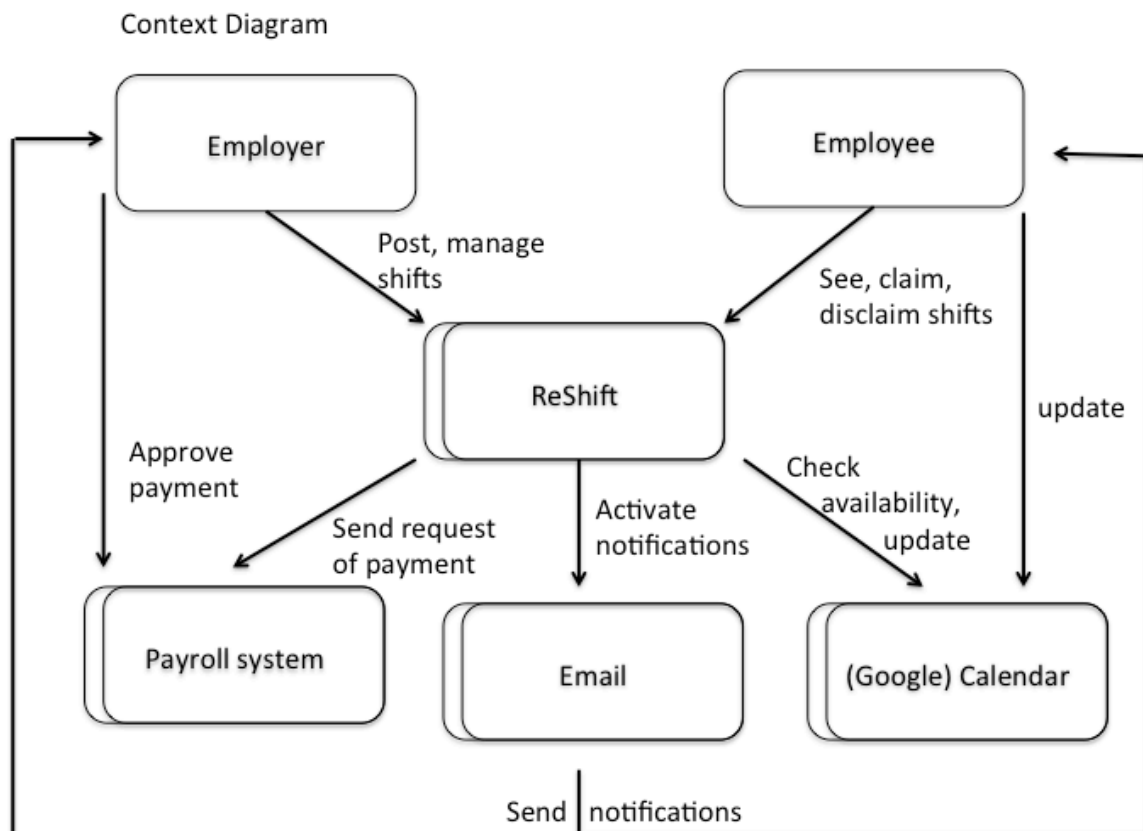 Context Diagram
Employer
Employee
Post, manage
shifts
See, claim,
disclaim shifts
ReShift
update
Approve
payment
Check
availability,
update
Activate
notifications
Send request
of payment
Payroll system
Email
(Google) Calendar
Send notifications